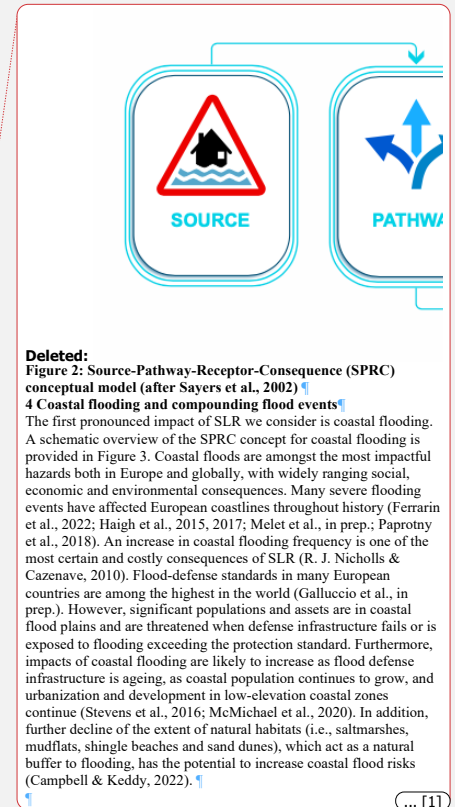 SOURCE
PATHWA
Deleted:
Figure 2: Source-Pathway-Receptor-Consequence (SPRC)
conceptual model (after Sayers et al., 2002) ¶
4 Coastal flooding and compounding flood events¶
The first pronounced impact of SLR we consider is coastal flooding.
A schematic overview of the SPRC concept for coastal flooding is
provided in Figure 3. Coastal floods are amongst the most impactful
hazards both in Europe and globally, with widely ranging social,
economic and environmental consequences. Many severe flooding
events have affected European coastlines throughout history (Ferrarin
et al., 2022; Haigh et al., 2015, 2017; Melet et al., in prep.; Paprotny
et al., 2018). An increase in coastal flooding frequency is one of the
most certain and costly consequences of SLR (R. J. Nicholls &
Cazenave, 2010). Flood-defense standards in many European
countries are among the highest in the world (Galluccio et al., in
prep.). However, significant populations and assets are in coastal
flood plains and are threatened when defense infrastructure fails or is
exposed to flooding exceeding the protection standard. Furthermore,
impacts of coastal flooding are likely to increase as flood defense
infrastructure is ageing, as coastal population continues to grow, and
urbanization and development in low-elevation coastal zones
continue (Stevens et al., 2016; McMichael et al., 2020). In addition,
further decline of the extent of natural habitats (i.e., saltmarshes,
mudflats, shingle beaches and sand dunes), which act as a natural
buffer to flooding, has the potential to increase coastal flood risks
(Campbell & Keddy, 2022). ¶
¶
... [1]